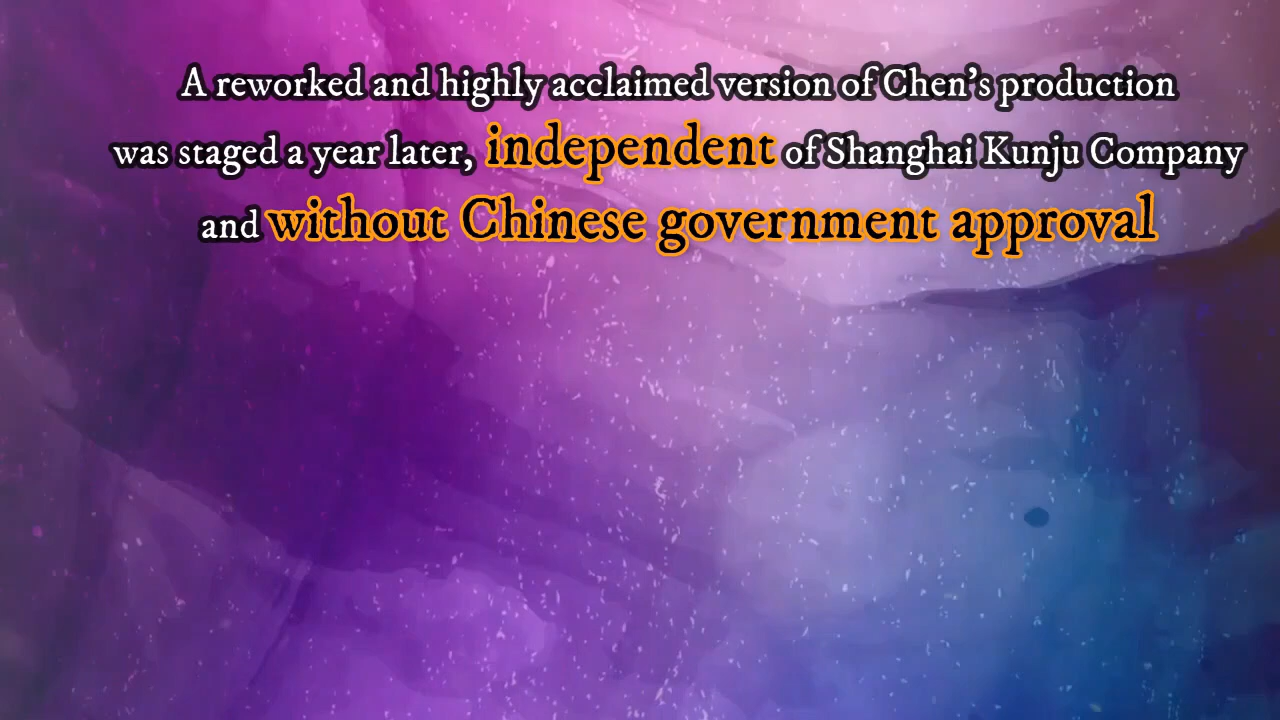 A reworked and highly acclaimed version of Chen's production
was staged a year later, independent of Shanghai Kunju Company
and without Chinese government approval